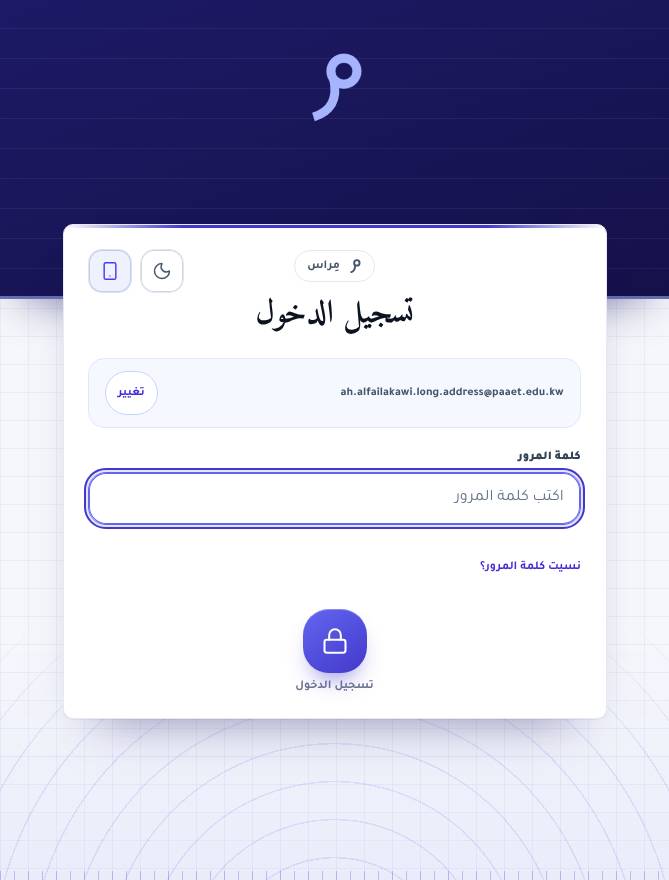 مِراس
تسجيل الدخول
ah.alfailakawi.long.address@paaet.edu.kw
تغيير
كلمة المرور
اكتب كلمة المرور
نسيت كلمة المرور؟
تسجيل الدخول